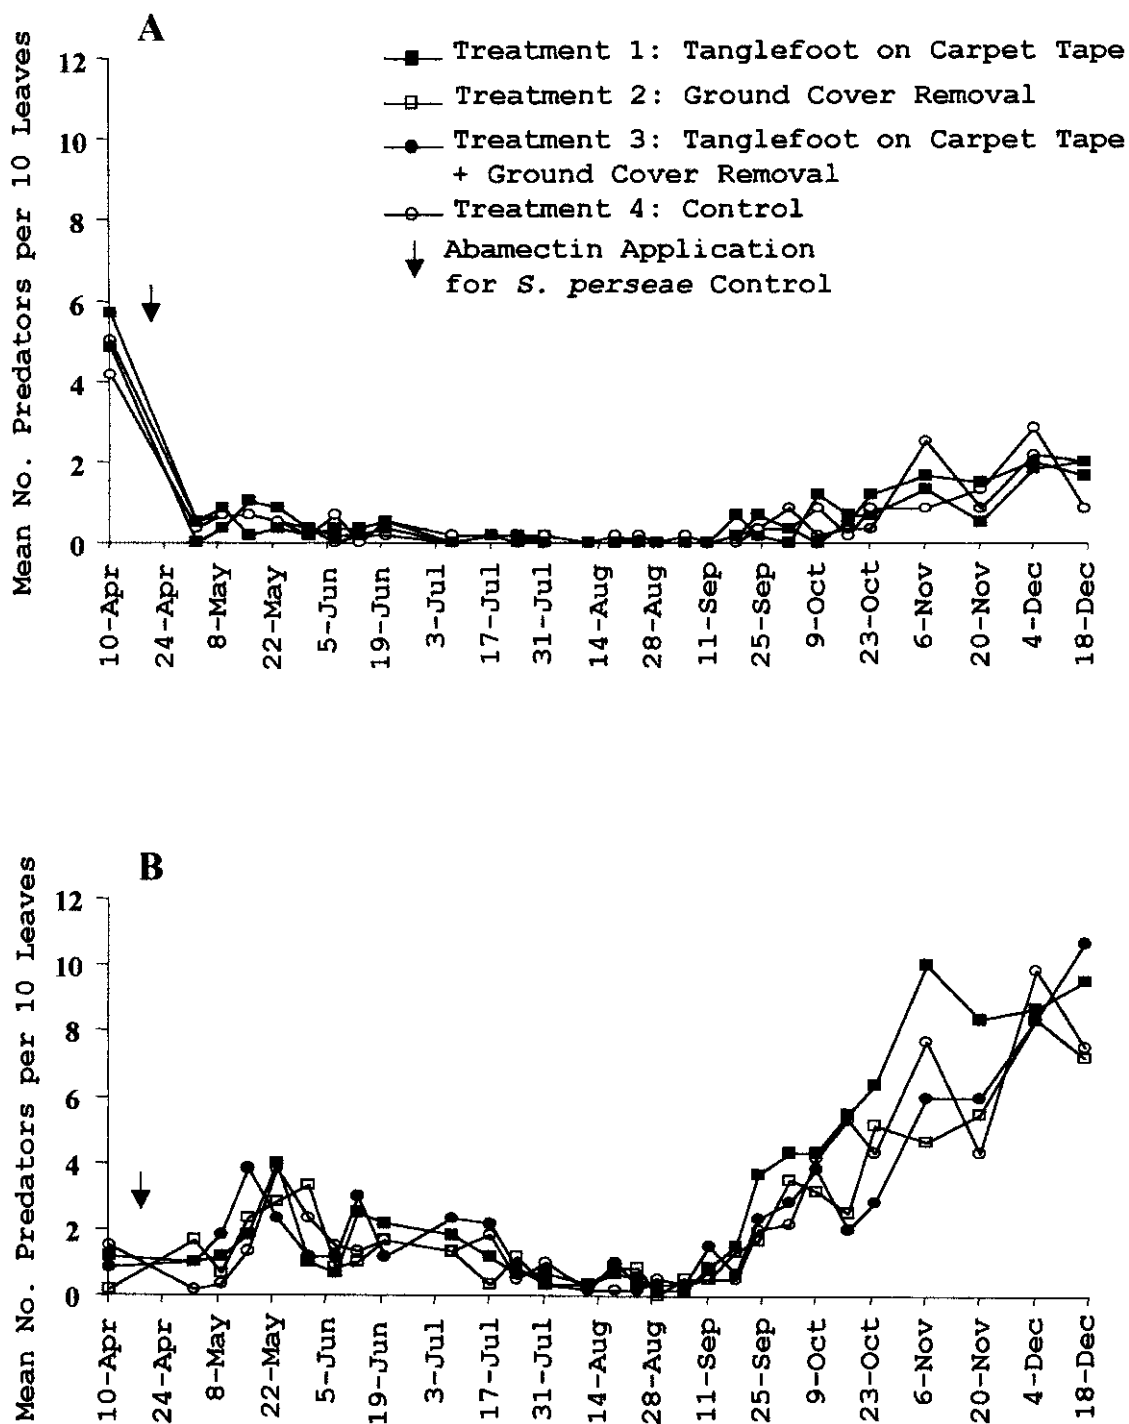 A
Treatment 1: Tanglefoot on Carpet Tape
Treatment 2: Ground Cover Removal
Treatment 3: Tanglefoot on Carpet Tape
+ Ground Cover Removal
Treatment 4: Control
Abamectin Application
for S. perseae Control
Mean No. Predators per 10 Leaves
12
10
8
6
4
2
0
10-Apr
24-Apr
8-May
22-May
5-Jun
19-Jun
3-Jul
17-Jul
31-Jul
14-Aug
28-Aug
11-Sep
25-Sep
9-Oct
23-Oct
6-Nov
20-Nov
4-Dec
18-Dec
B
Mean No. Predators per 10 Leaves
12
10
8
6
4
2
0
10-Apr
24-Apr
8-May
22-May
5-Jun
19-Jun
3-Jul
17-Jul
31-Jul
14-Aug
28-Aug
11-Sep
25-Sep
9-Oct
23-Oct
6-Nov
20-Nov
4-Dec
18-Dec